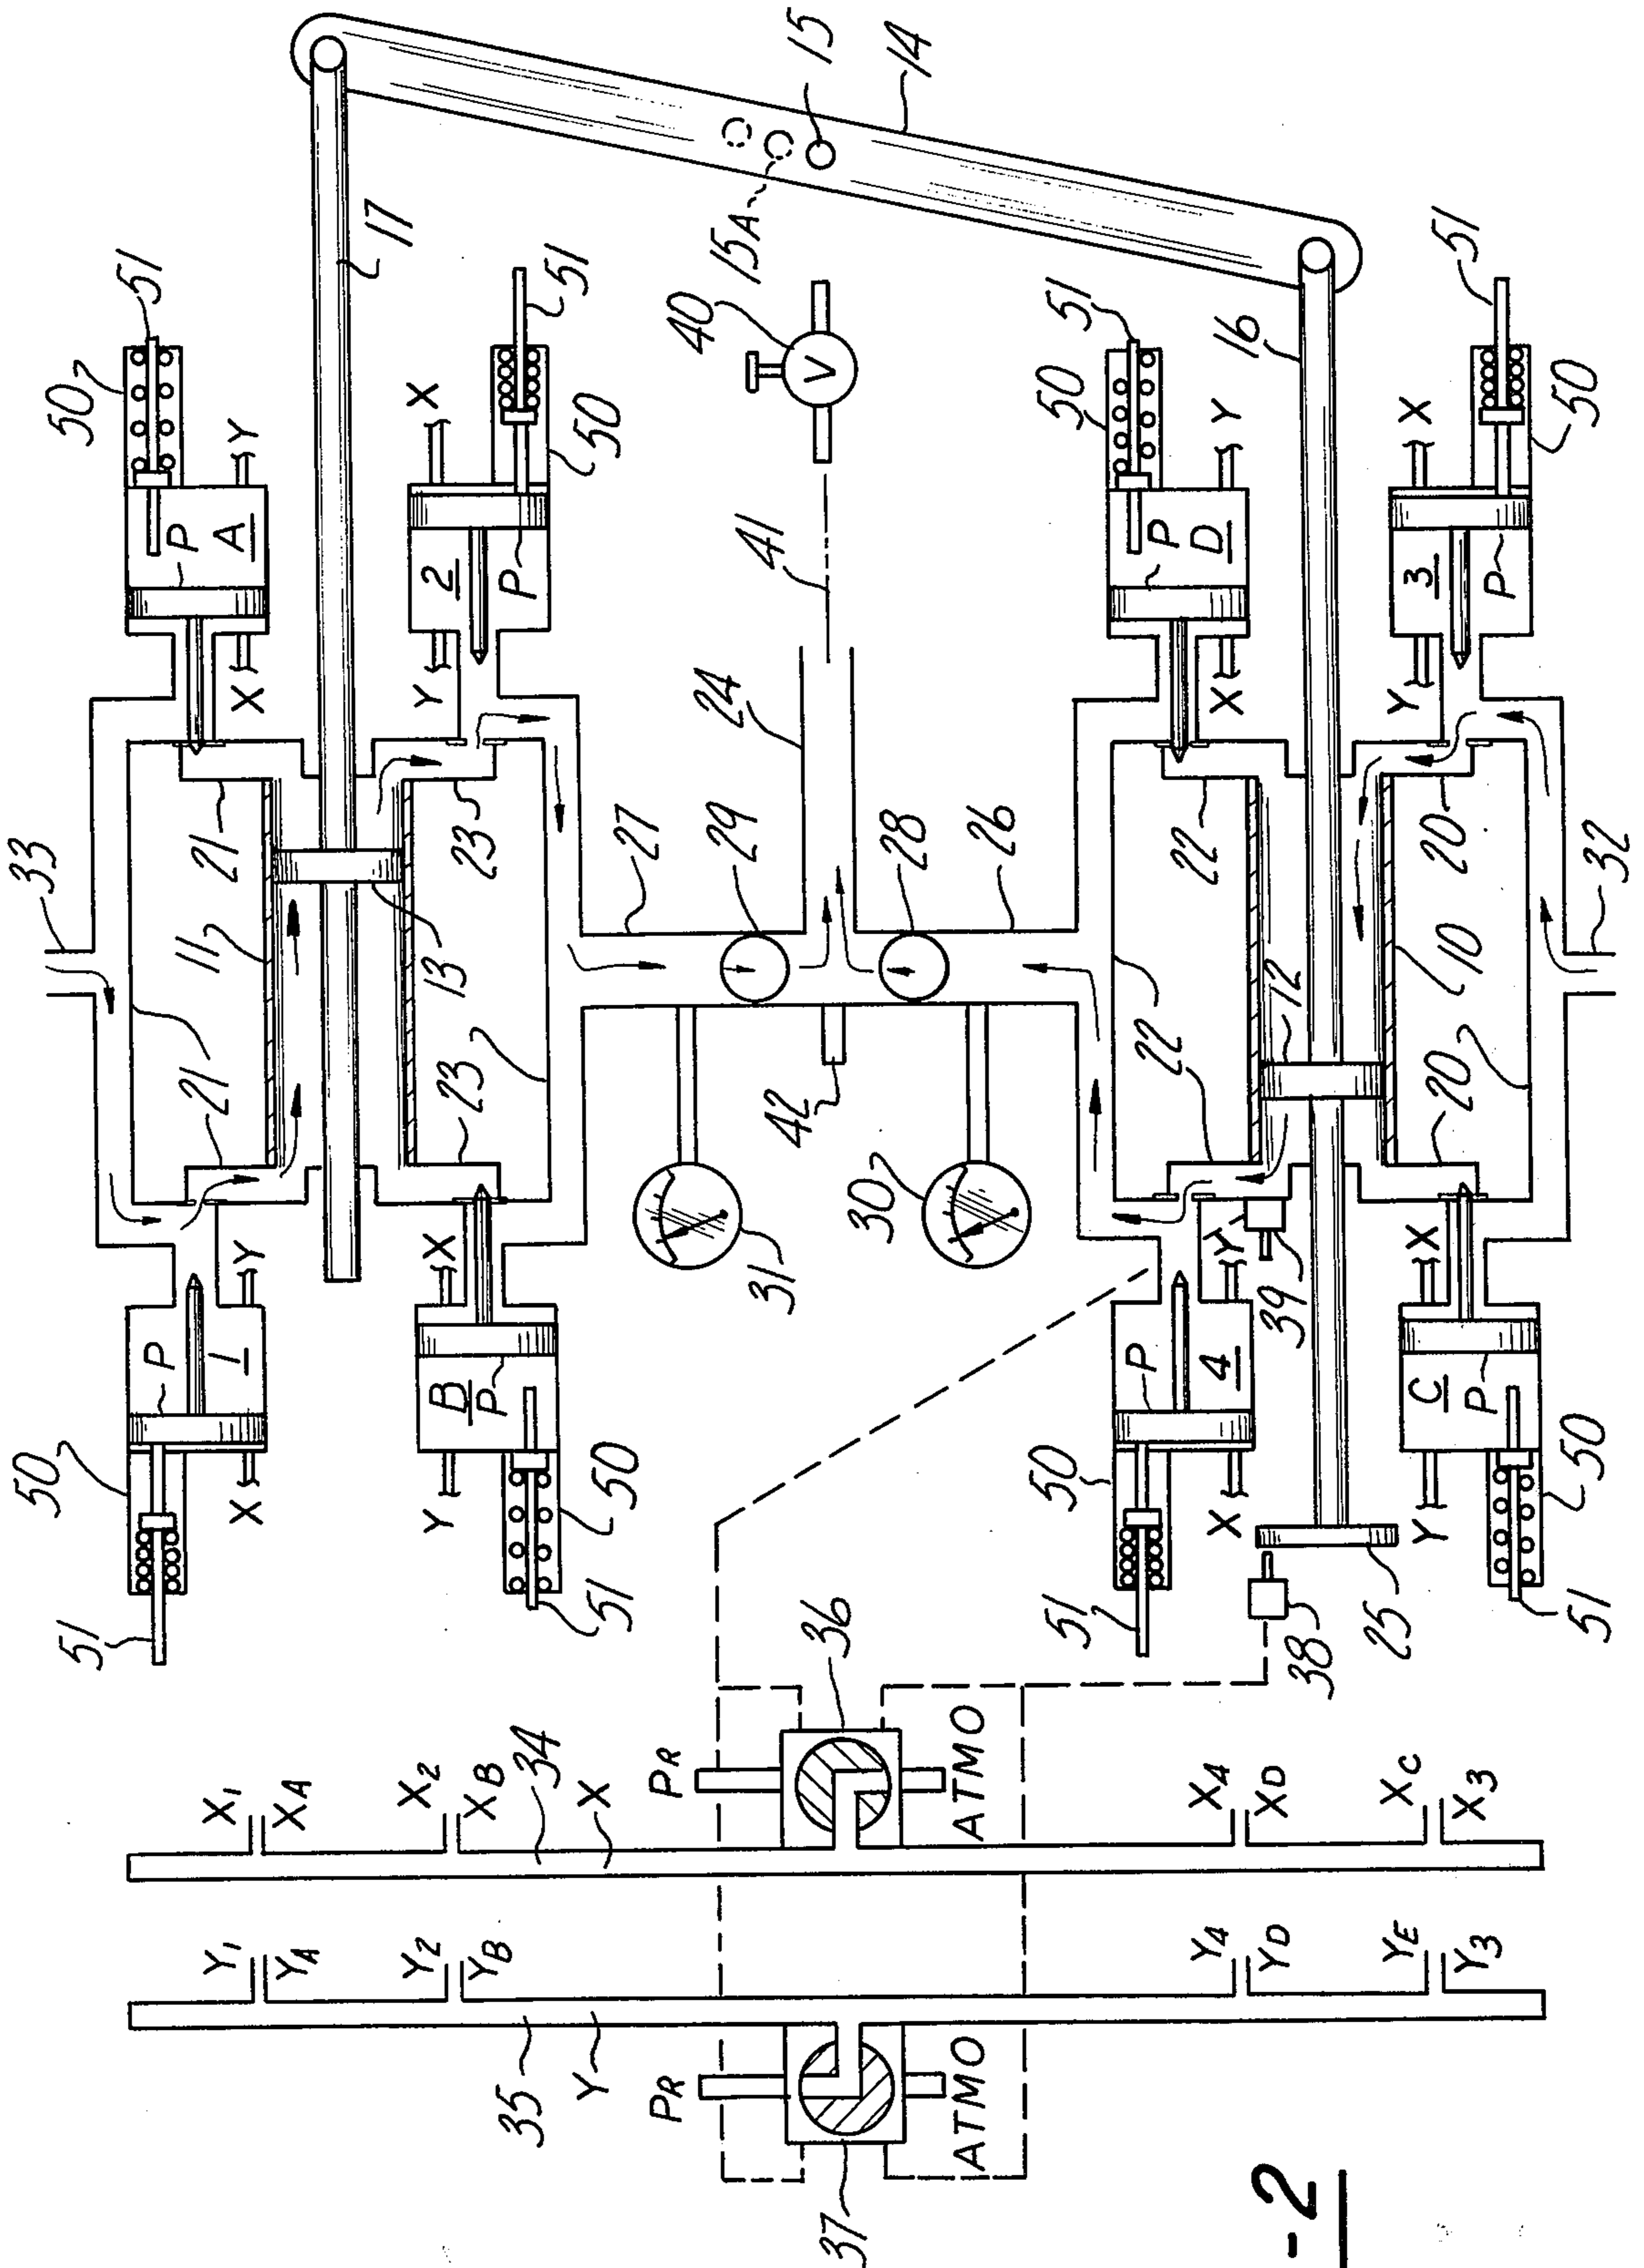 33
50
51
17
14
15
15A
51
P
A
Y
X
21
11
21
21
P
1
Y
X
50
51
X
2
Y
P
50
51
40
V
41
24
13
23
23
27
29
28
26
B
P
X
Y
50
51
31
30
42
50
51
16
P
D
Y
X
22
22
22
12
10
20
20
20
X
3
P
Y
50
51
32
P
4
Y
X
39
50
51
C
P
X
Y
50
51
38
25
36
PR
ATMO
34
X
X1
XA
X2
XB
X4
XD
XC
X3
35
Y
Y1
YA
Y2
YB
Y4
YD
YE
Y3
PR
ATMO
37
-2